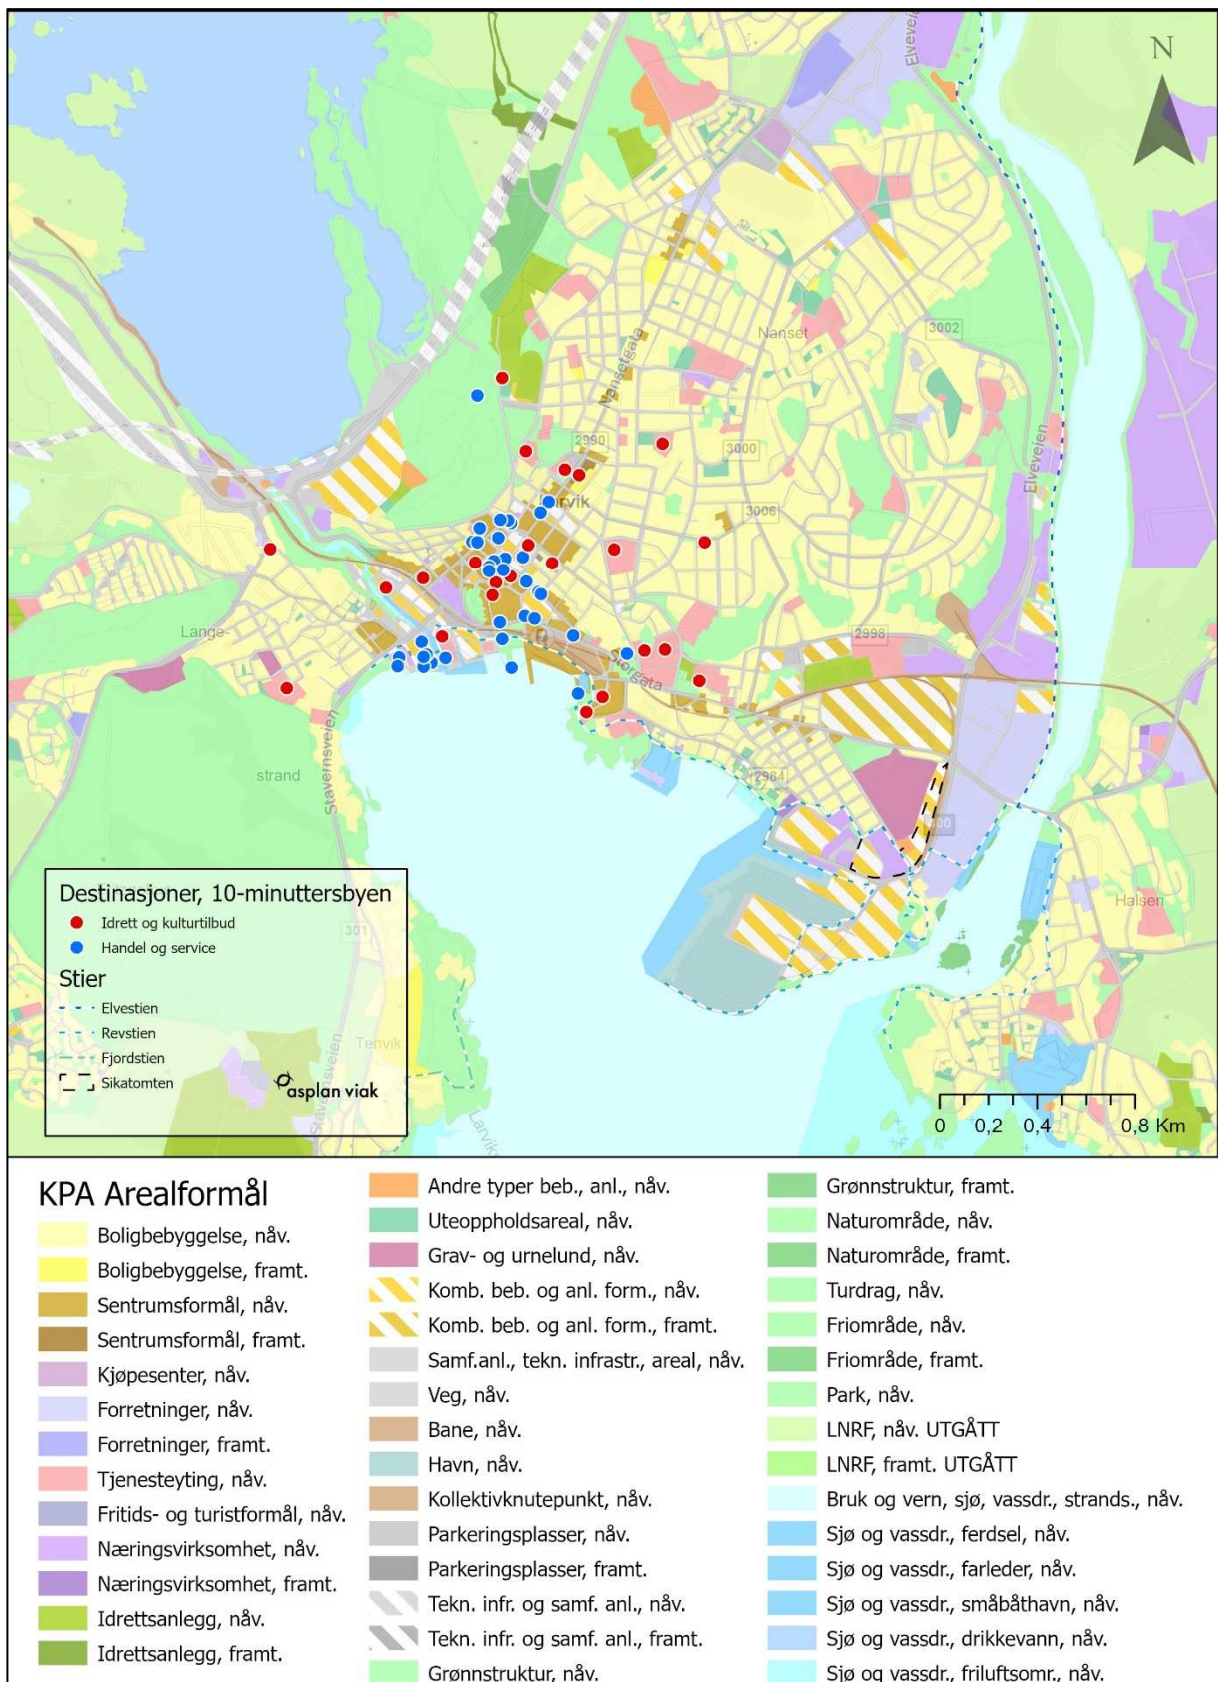 N
Elveveien
3002
Nanset
Nansetgata
2990
3000
Larvik
3006
Elveveien
2998
Lange-
Storgata
strand
Stavernsveien
2984
Halsen
301
Tenvik
Stavernsveien
Destinasjoner, 10-minuttersbyen
Idrett og kulturtilbud
Handel og service
Stier
Elvestien
Revstien
Fjordstien
Sikatomten
asplan viak
0 0,2 0,4 0,8 Km
KPA Arealformål
Boligbebyggelse, nåv.
Boligbebyggelse, framt.
Sentrumsformål, nåv.
Sentrumsformål, framt.
Kjøpesenter, nåv.
Forretninger, nåv.
Forretninger, framt.
Tjenesteyting, nåv.
Fritids- og turistformål, nåv.
Næringsvirksomhet, nåv.
Næringsvirksomhet, framt.
Idrettsanlegg, nåv.
Idrettsanlegg, framt.
Andre typer beb., anl., nåv.
Uteoppholdsareal, nåv.
Grav- og urnelund, nåv.
Komb. beb. og anl. form., nåv.
Komb. beb. og anl. form., framt.
Samf.anl., tekn. infrastr., areal, nåv.
Veg, nåv.
Bane, nåv.
Havn, nåv.
Kollektivknutepunkt, nåv.
Parkeringsplasser, nåv.
Parkeringsplasser, framt.
Tekn. infr. og samf. anl., nåv.
Tekn. infr. og samf. anl., framt.
Grønnstruktur, nåv.
Grønnstruktur, framt.
Naturområde, nåv.
Naturområde, framt.
Turdrag, nåv.
Friområde, nåv.
Friområde, framt.
Park, nåv.
LNRF, nåv. UTGÅTT
LNRF, framt. UTGÅTT
Bruk og vern, sjø, vassdr., strands., nåv.
Sjø og vassdr., ferdsel, nåv.
Sjø og vassdr., farleder, nåv.
Sjø og vassdr., småbåthavn, nåv.
Sjø og vassdr., drikkevann, nåv.
Sjø og vassdr., friluftsomr., nåv.